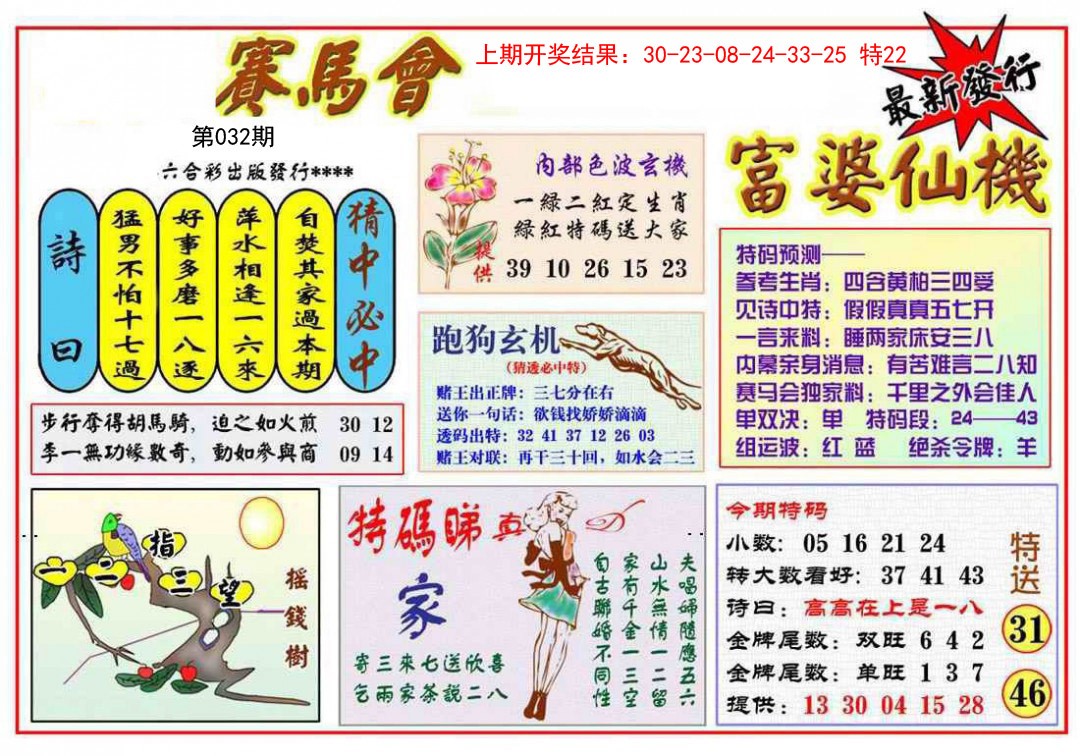 賽馬會
上期开奖结果：30-23-08-24-33-25 特22
最新發行
第032期
六合彩出版發行****
富婆仙機
詩曰
猛男不怕十七過
好事多磨一八逐
萍水相逢一六來
自焚其家過本期
猜中必中
步行奪得胡馬騎，迫之如火煎 30 12
李一無功緣數奇，動如參與商 09 14
内部色波玄機
一綠二紅定生肖
綠紅特碼送大家
提供
39 10 26 15 23
跑狗玄机
（猜透必中特）
赌王出正牌：三七分在右
送你一句话：欲钱找娇娇滴滴
透码出特：32 41 37 12 26 03
赌王对联：再干三十回，如水会二三
特码预测——
参考生肖：四含黄柏三四妥
见诗中特：假假真真五七开
一言来料：睡两家床安三八
内幕亲身消息：有苦难言二八知
赛马会独家料：千里之外会佳人
单双决：单 特码段：24——43
组运波：红 蓝 绝杀令牌：羊
指
一二三望
搖錢樹
特碼睇真D
家
寄三來七送欣喜
乞兩家茶説二八
夫唱婦隨應五六
山水無情一二留
家有千金一三空
自古聯婚不同性
今期特码
小数：05 16 21 24
转大数看好：37 41 43
诗曰：高高在上是一八
金牌尾数：双旺 6 4 2
金牌尾数：单旺 1 3 7
提供：13 30 04 15 28
特送
31
46